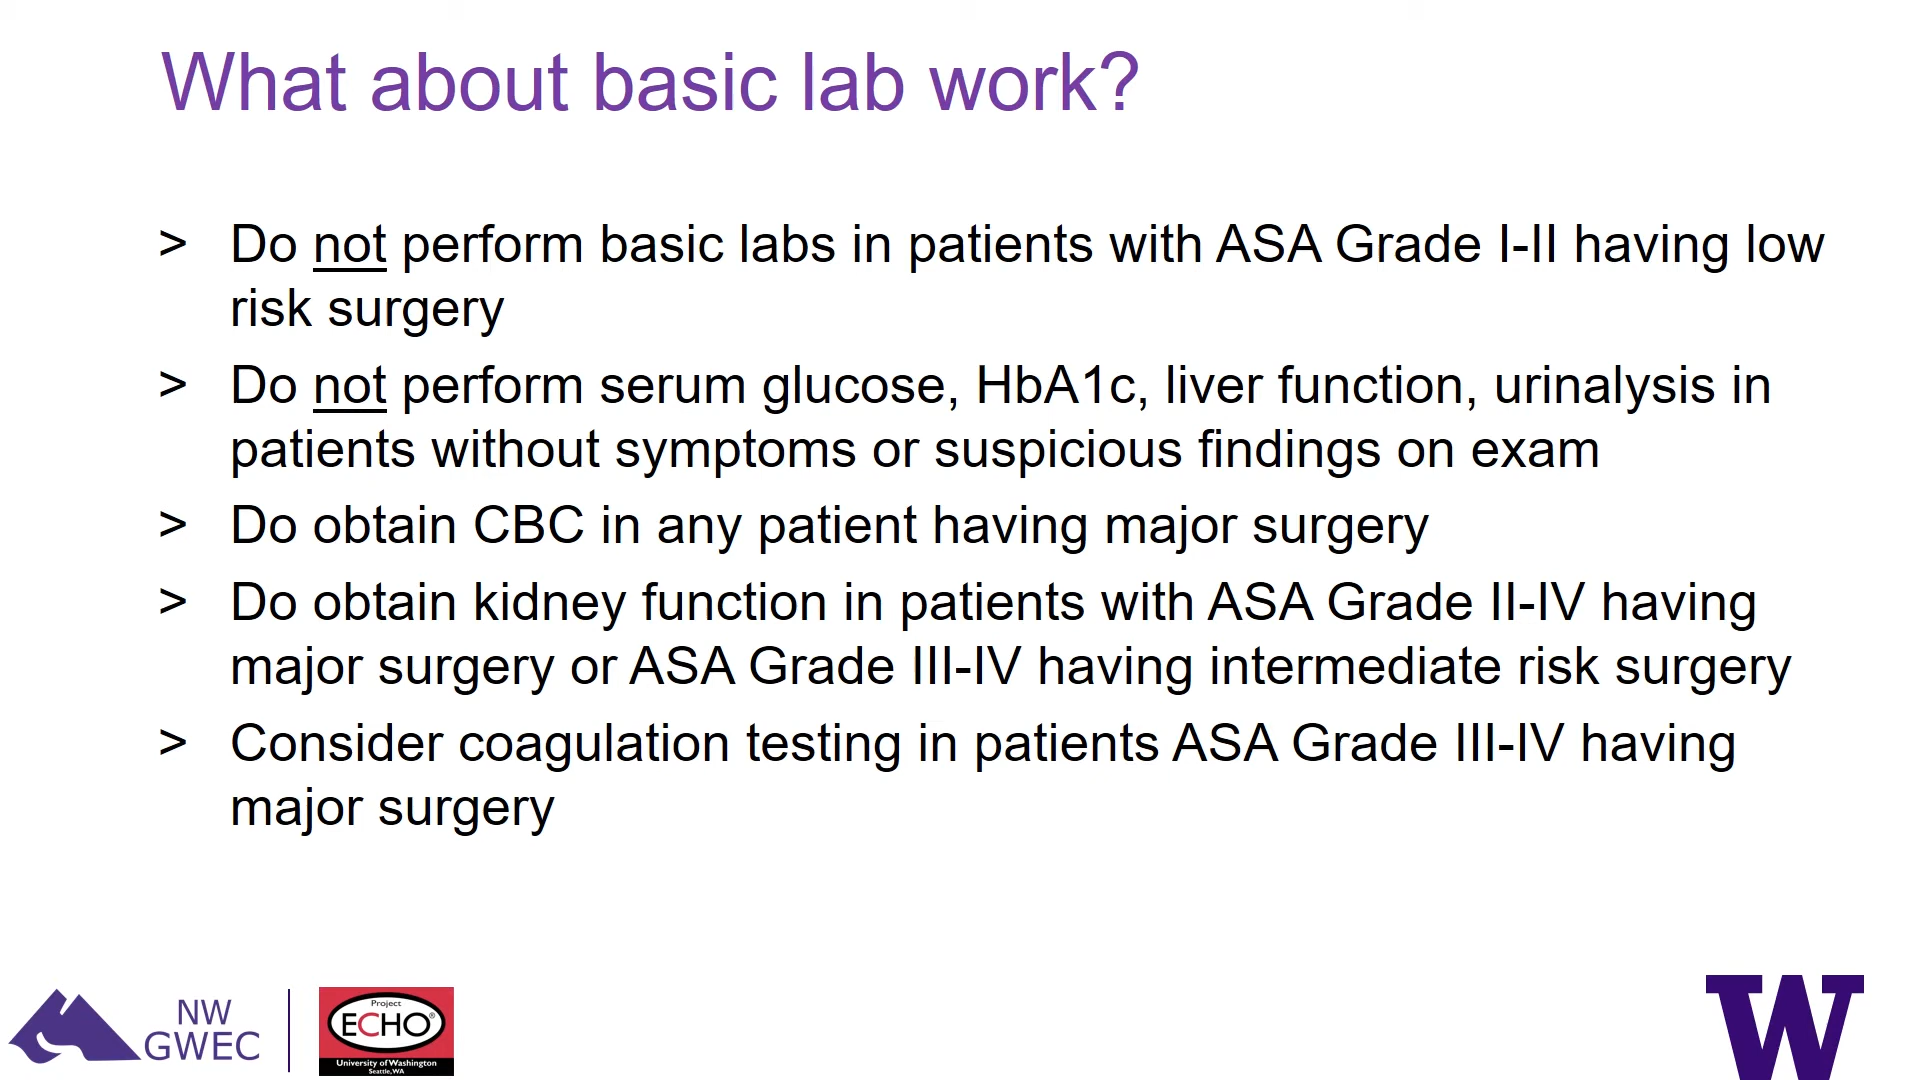 What about basic lab work?
> Do not perform basic labs in patients with ASA Grade I-II having low
risk surgery
> Do not perform serum glucose, HbA1c, liver function, urinalysis in
patients without symptoms or suspicious findings on exam
> Do obtain CBC in any patient having major surgery
> Do obtain kidney function in patients with ASA Grade II-IV having
major surgery or ASA Grade III-IV having intermediate risk surgery
> Consider coagulation testing in patients ASA Grade III-IV having
major surgery
NW
GWEC
Project
ECHO®
University of Washington
Seattle, WA
W